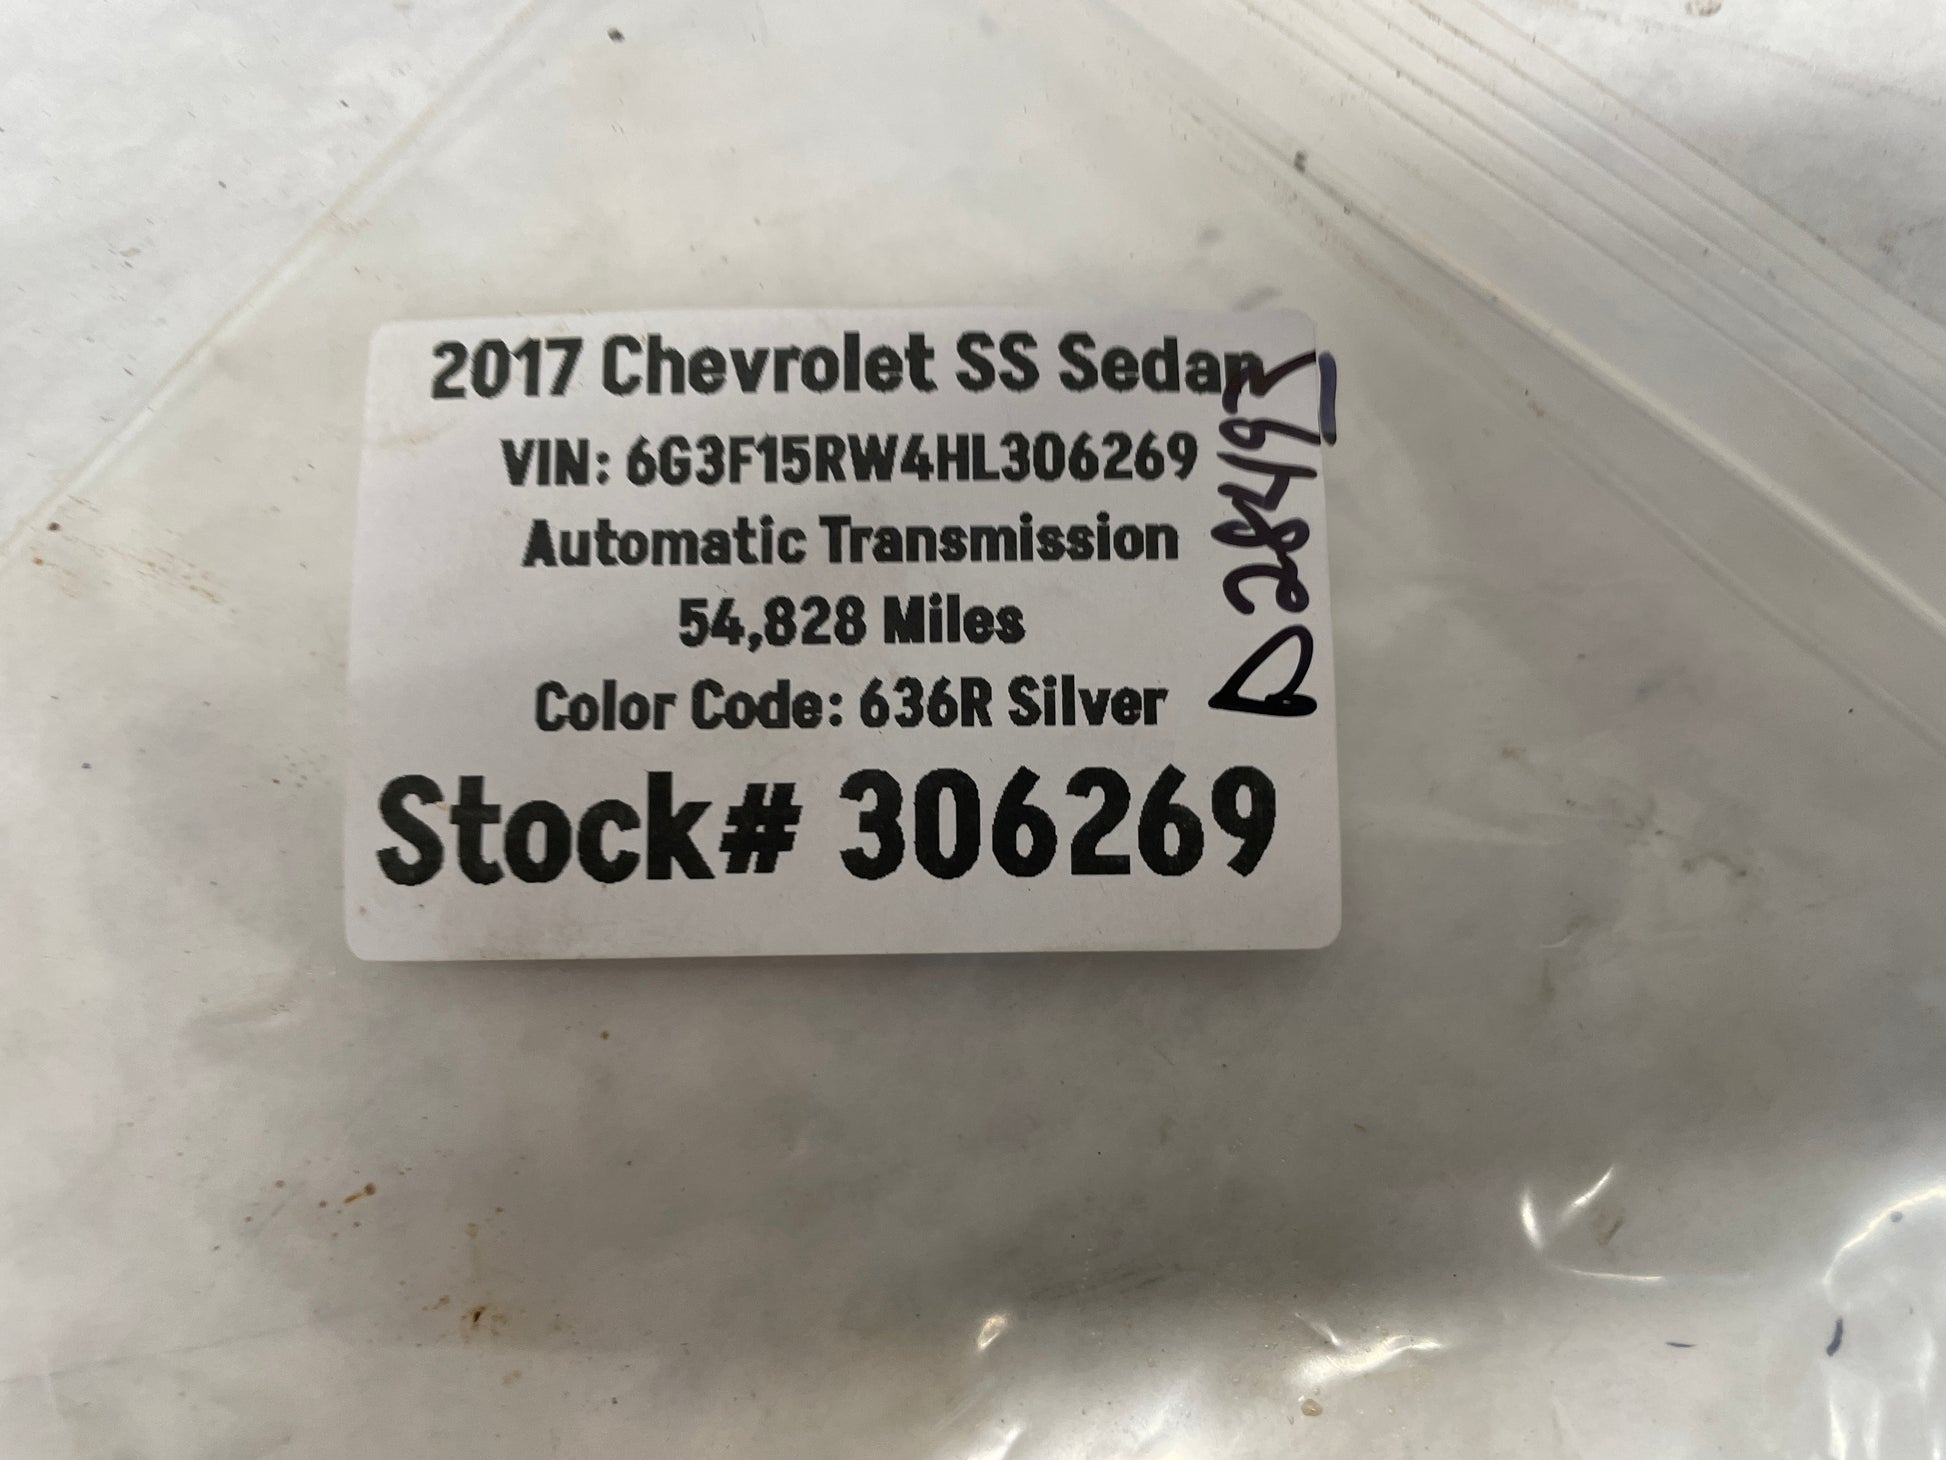 2017 Chevrolet SS Sedan
VIN: 6G3F15RW4HL306269
Automatic Transmission
54,828 Miles
Color Code: 636R Silver
Stock# 306269